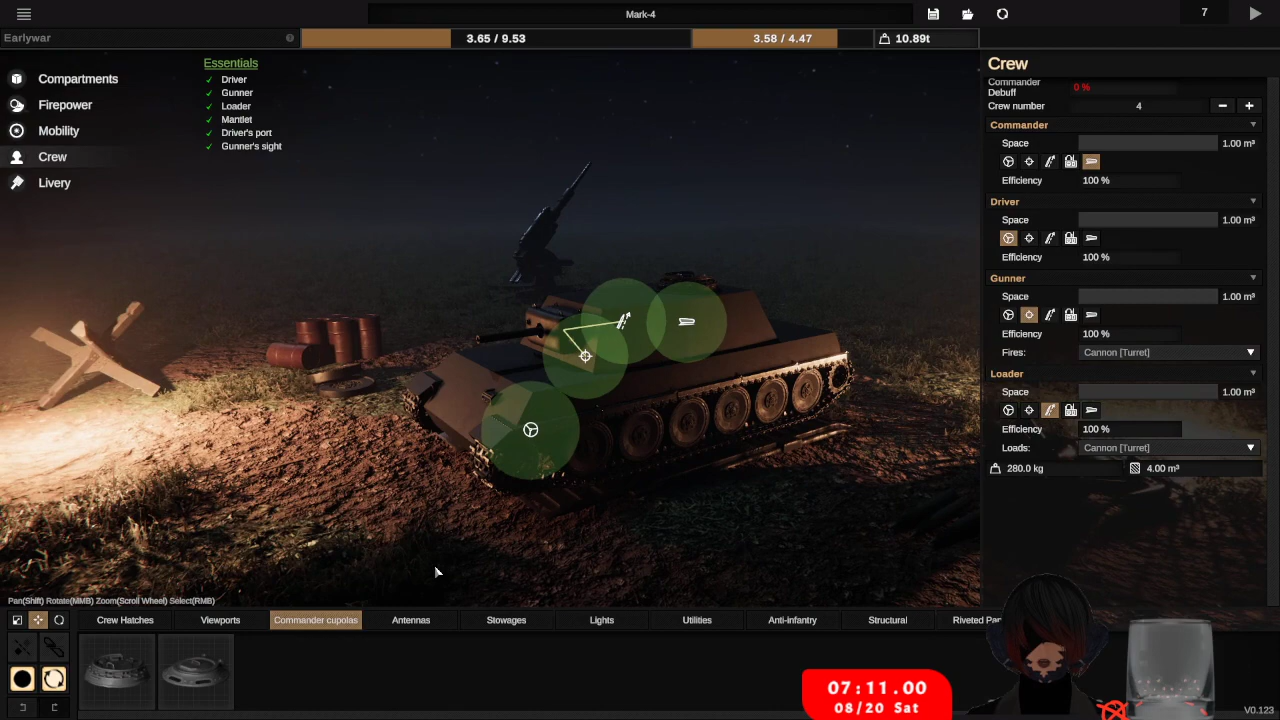 Mark-4
7
Earlywar
3.65 / 9.53
3.58 / 4.47
10.89t
Compartments
Firepower
Mobility
Crew
Livery
Essentials
✓ Driver
✓ Gunner
✓ Loader
✓ Mantlet
✓ Driver's port
✓ Gunner's sight
Crew
Commander Debuff 0 %
Crew number 4
Commander
Space 1.00 m³
Efficiency 100 %
Driver
Space 1.00 m³
Efficiency 100 %
Gunner
Space 1.00 m³
Efficiency 100 %
Fires: Cannon [Turret]
Loader
Space 1.00 m³
Efficiency 100 %
Loads: Cannon [Turret]
280.0 kg 4.00 m³
Pan(Shift) Rotate(MMB) Zoom(Scroll Wheel) Select(RMB)
Crew Hatches Viewports Commander cupolas Antennas Stowages Lights Utilities Anti-infantry Structural Riveted
07:11.00
08/20 Sat
V0.123